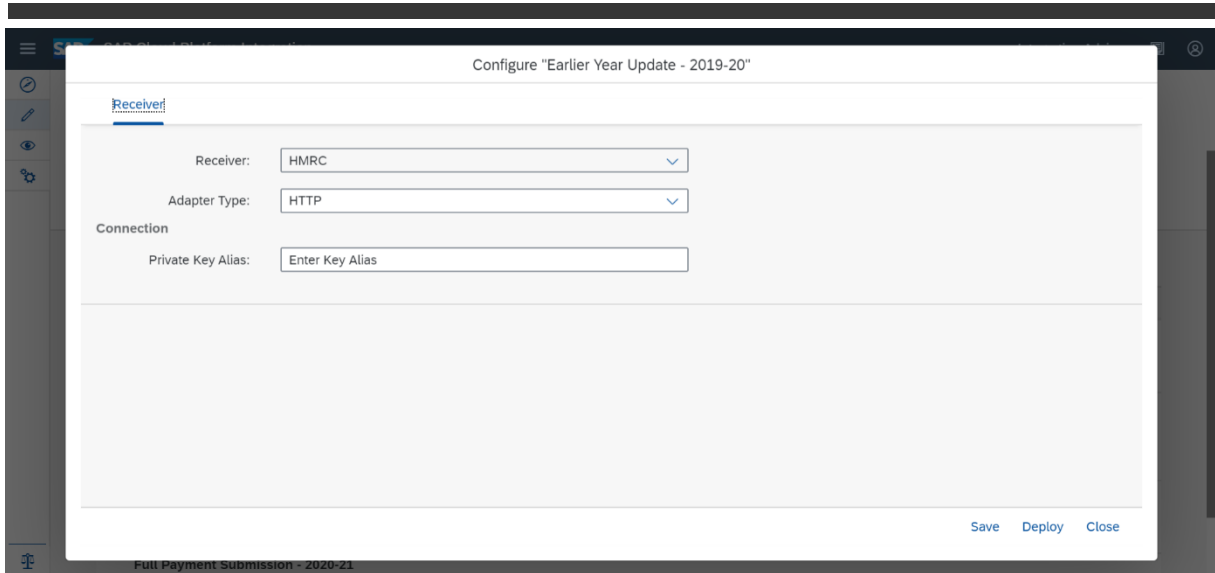 Configure "Earlier Year Update - 2019-20"
Receiver
Receiver: HMRC
Adapter Type: HTTP
Connection
Private Key Alias: Enter Key Alias
Save Deploy Close
Full Payment Submission - 2020-21